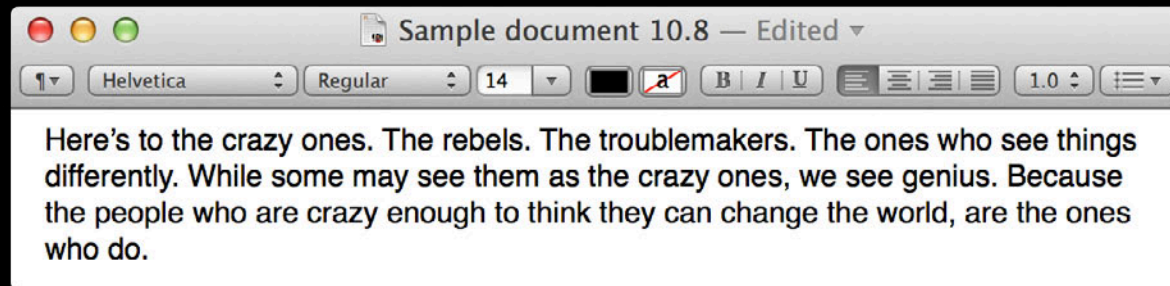 Sample document 10.8 — Edited
¶ Helvetica Regular 14 a B I U 1.0
Here’s to the crazy ones. The rebels. The troublemakers. The ones who see things
differently. While some may see them as the crazy ones, we see genius. Because
the people who are crazy enough to think they can change the world, are the ones
who do.